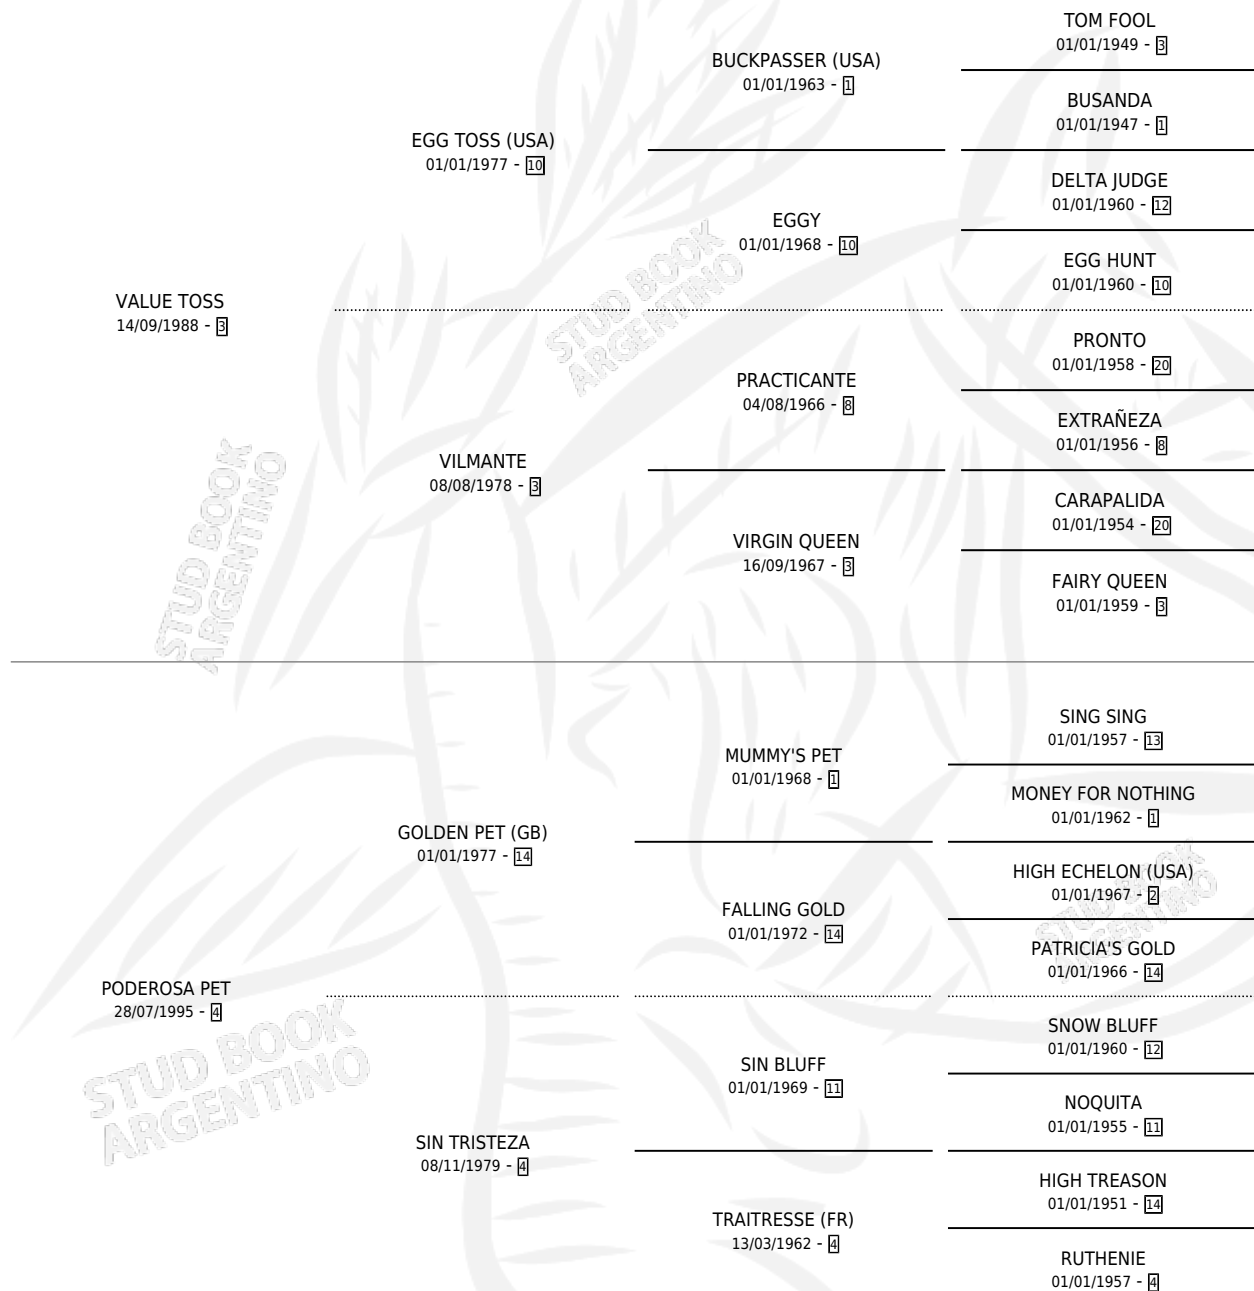 TOM FOOL
01/01/1949 - 3
BUCKPASSER (USA)
01/01/1963 - 1
BUSANDA
01/01/1947 - 1
EGG TOSS (USA)
01/01/1977 - 10
DELTA JUDGE
01/01/1960 - 12
EGGY
01/01/1968 - 10
EGG HUNT
01/01/1960 - 10
VALUE TOSS
14/09/1988 - 3
PRONTO
01/01/1958 - 20
PRACTICANTE
04/08/1966 - 8
EXTRAÑEZA
01/01/1956 - 8
VILMANTE
08/08/1978 - 3
CARAPALIDA
01/01/1954 - 20
VIRGIN QUEEN
16/09/1967 - 3
FAIRY QUEEN
01/01/1959 - 3
STUD BOOK
ARGENTINO
STUD BOOK
ARGENTINO
SING SING
01/01/1957 - 13
MUMMY'S PET
01/01/1968 - 1
MONEY FOR NOTHING
01/01/1962 - 1
GOLDEN PET (GB)
01/01/1977 - 14
HIGH ECHELON (USA)
01/01/1967 - 2
FALLING GOLD
01/01/1972 - 14
PATRICIA'S GOLD
01/01/1966 - 14
STUD BOOK
ARGENTINO
PODEROSA PET
28/07/1995 - 4
SNOW BLUFF
01/01/1960 - 12
SIN BLUFF
01/01/1969 - 11
NOQUITA
01/01/1955 - 11
STUD BOOK
ARGENTINO
SIN TRISTEZA
08/11/1979 - 4
HIGH TREASON
01/01/1951 - 14
TRAITRESSE (FR)
13/03/1962 - 4
RUTHENIE
01/01/1957 - 4